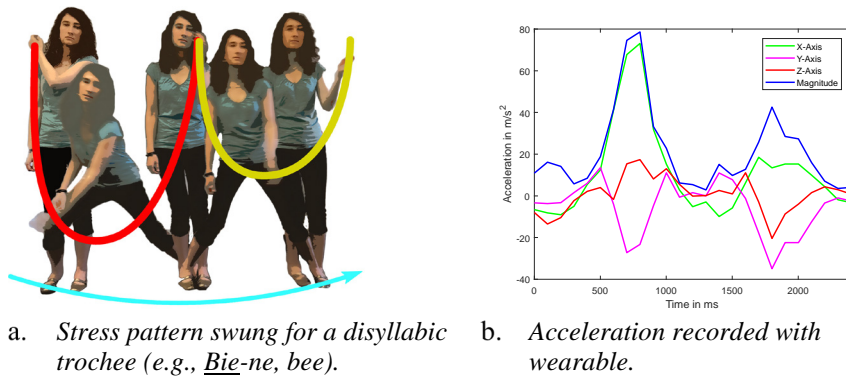 80
60
40
20
0
-20
-40
Acceleration in m/s²
0
500
1000
1500
2000
Time in ms
X-Axis
Y-Axis
Z-Axis
Magnitude
a. Stress pattern swung for a disyllabic
trochee (e.g., Bie-ne, bee).
b. Acceleration recorded with
wearable.